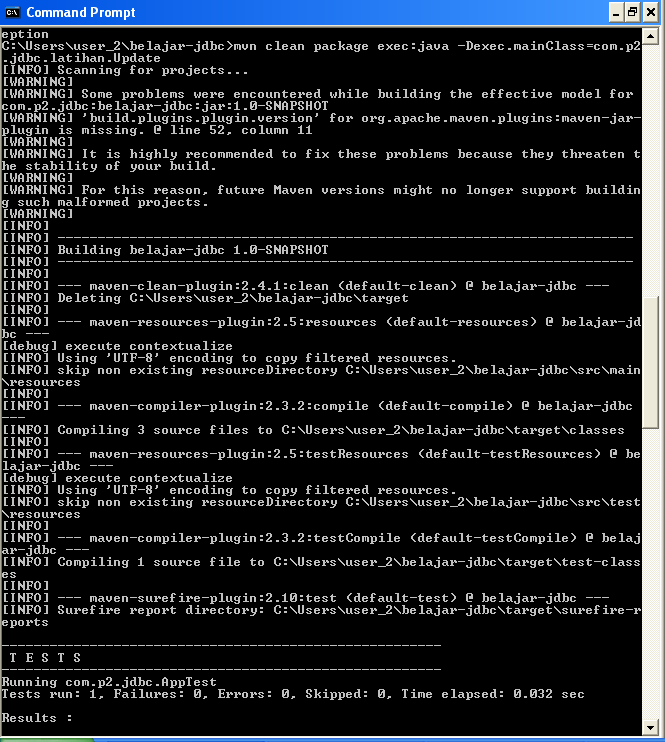 Command Prompt
eption
C:\Users\user_2\belajar-jdbc>mvn clean package exec:java -Dexec.mainClass=com.p2
.jdbc.latihan.Update
[INFO] Scanning for projects...
[WARNING]
[WARNING] Some problems were encountered while building the effective model for
com.p2.jdbc:belajar-jdbc:jar:1.0-SNAPSHOT
[WARNING] 'build.plugins.plugin.version' for org.apache.maven.plugins:maven-jar-
plugin is missing. @ line 52, column 11
[WARNING]
[WARNING] It is highly recommended to fix these problems because they threaten t
he stability of your build.
[WARNING]
[WARNING] For this reason, future Maven versions might no longer support buildin
g such malformed projects.
[WARNING]
[INFO]
[INFO] ------------------------------------------------------------------------
[INFO] Building belajar-jdbc 1.0-SNAPSHOT
[INFO] ------------------------------------------------------------------------
[INFO]
[INFO] --- maven-clean-plugin:2.4.1:clean (default-clean) @ belajar-jdbc ---
[INFO] Deleting C:\Users\user_2\belajar-jdbc\target
[INFO]
[INFO] --- maven-resources-plugin:2.5:resources (default-resources) @ belajar-jd
bc ---
[debug] execute contextualize
[INFO] Using 'UTF-8' encoding to copy filtered resources.
[INFO] skip non existing resourceDirectory C:\Users\user_2\belajar-jdbc\src\main
\resources
[INFO]
[INFO] --- maven-compiler-plugin:2.3.2:compile (default-compile) @ belajar-jdbc
---
[INFO] Compiling 3 source files to C:\Users\user_2\belajar-jdbc\target\classes
[INFO]
[INFO] --- maven-resources-plugin:2.5:testResources (default-testResources) @ be
lajar-jdbc ---
[debug] execute contextualize
[INFO] Using 'UTF-8' encoding to copy filtered resources.
[INFO] skip non existing resourceDirectory C:\Users\user_2\belajar-jdbc\src\test
\resources
[INFO]
[INFO] --- maven-compiler-plugin:2.3.2:testCompile (default-testCompile) @ belaj
ar-jdbc ---
[INFO] Compiling 1 source file to C:\Users\user_2\belajar-jdbc\target\test-class
es
[INFO]
[INFO] --- maven-surefire-plugin:2.10:test (default-test) @ belajar-jdbc ---
[INFO] Surefire report directory: C:\Users\user_2\belajar-jdbc\target\surefire-r
eports
-------------------------------------------------------
T E S T S
-------------------------------------------------------
Running com.p2.jdbc.AppTest
Tests run: 1, Failures: 0, Errors: 0, Skipped: 0, Time elapsed: 0.032 sec
Results :